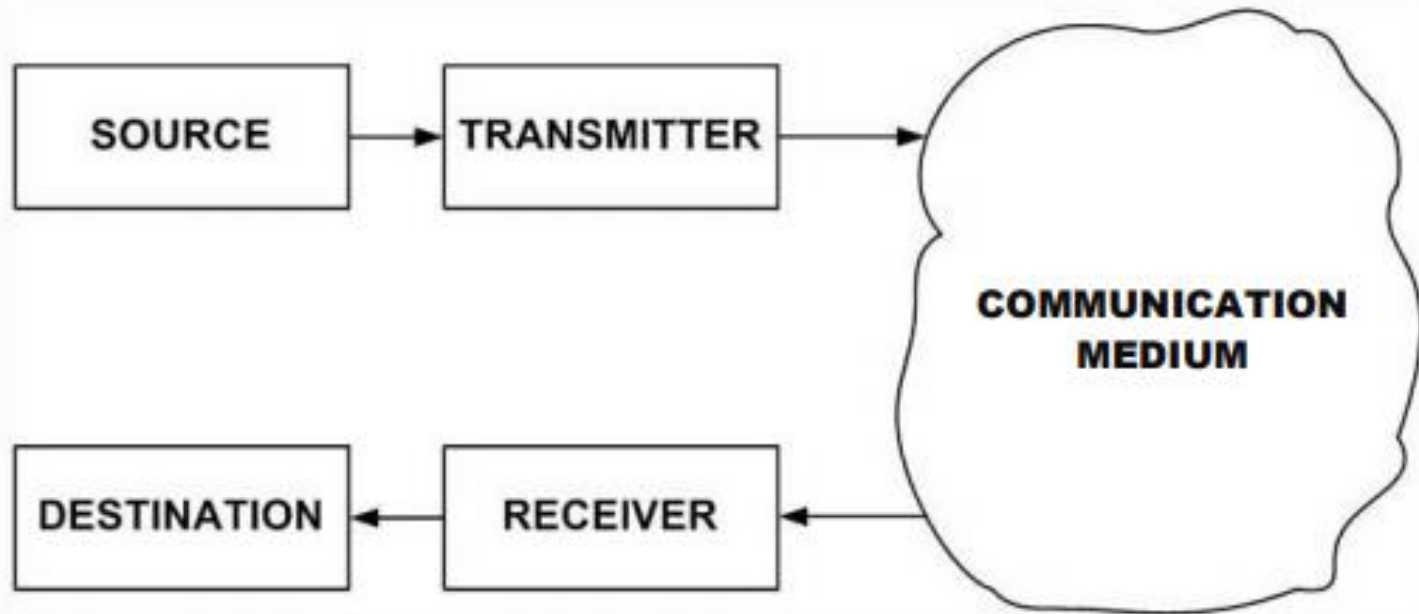 SOURCE
TRANSMITTER
COMMUNICATION
MEDIUM
DESTINATION
RECEIVER